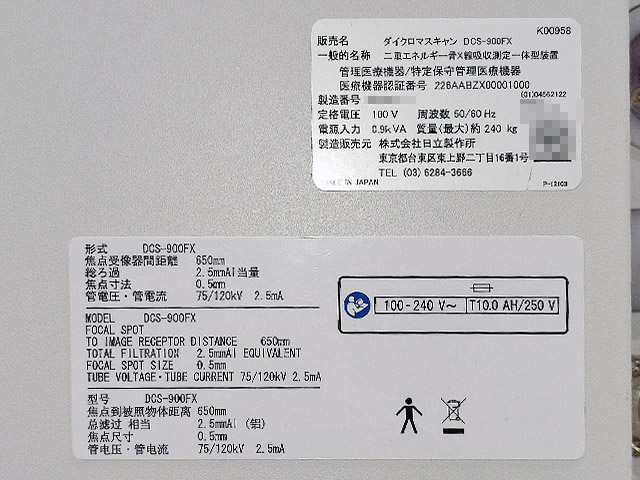 K00958
販売名 ダイクロマスキャン DCS-900FX
一般的名称 二重エネルギー骨X線吸収測定一体型装置
管理医療機器/特定保守管理医療機器
医療機器認証番号 226AABZX00001000
製造番号 (01)04562122
定格電圧 100 V 周波数 50/60 Hz
電源入力 0.9kVA 質量(最大)約 240 kg
製造販売元 株式会社日立製作所
東京都台東区東上野二丁目16番1号
TEL (03) 6284-3666
MADE IN JAPAN
形式 DCS-900FX
焦点受像器間距離 650mm
総ろ過 2.5mmAl当量
焦点寸法 0.5mm
管電圧・管電流 75/120kV 2.5mA
MODEL DCS-900FX
FOCAL SPOT
TO IMAGE RECEPTOR DISTANCE 650mm
TOTAL FILTRATION 2.5mmAl EQUIVALENT
FOCAL SPOT SIZE 0.5mm
TUBE VOLTAGE・TUBE CURRENT 75/120kV 2.5mA
型号 DCS-900FX
焦点到被照物体距离 650mm
总滤过 相当 2.5mmAl (铝)
焦点尺寸 0.5mm
管电压・管电流 75/120kV 2.5mA
100-240 V～ T10.0 AH/250 V